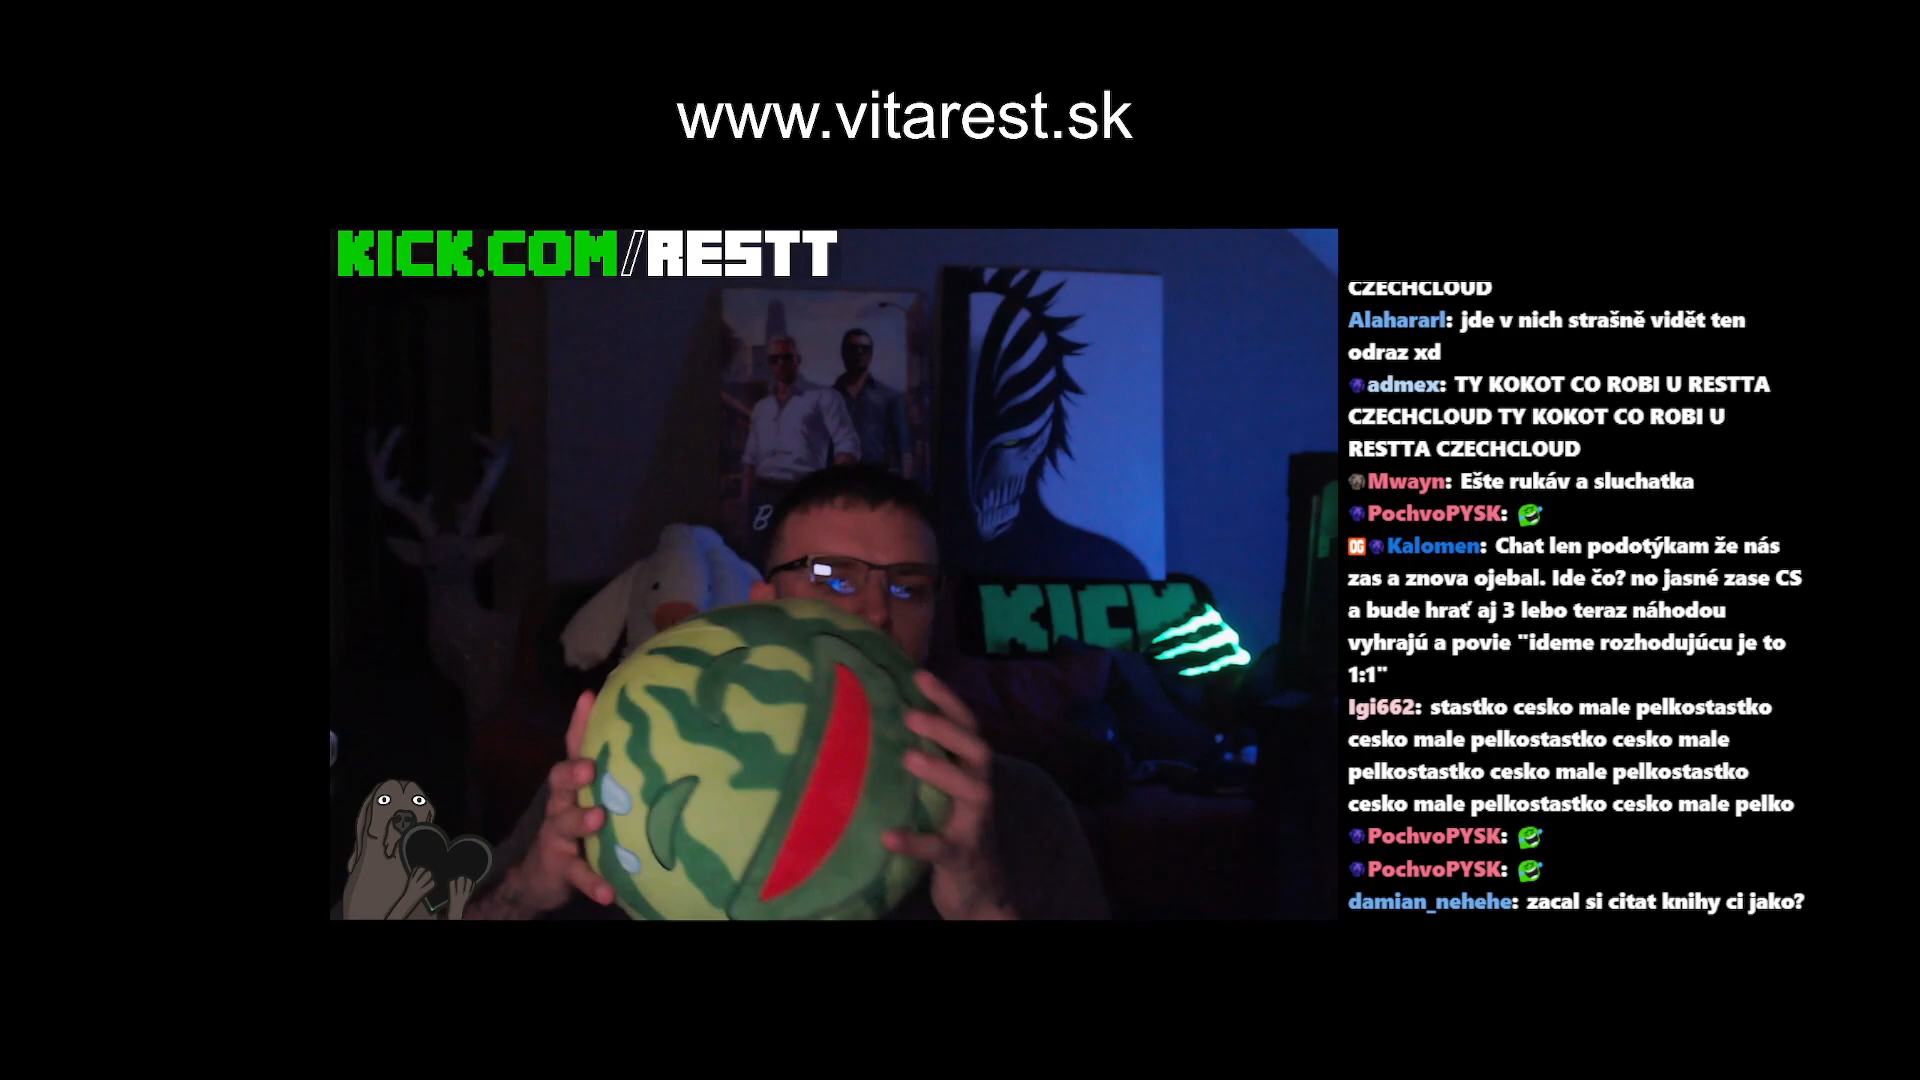 www.vitarest.sk
KICK.COM/RESTT
B
KICK
CZECHCLOUD
Alahararl: jde v nich strašně vidět ten
odraz xd
admex: TY KOKOT CO ROBI U RESTTA
CZECHCLOUD TY KOKOT CO ROBI U
RESTTA CZECHCLOUD
Mwayn: Ešte rukáv a sluchatka
PochvoPYSK:
OG Kalomen: Chat len podotýkam že nás
zas a znova ojebal. Ide čo? no jasné zase CS
a bude hrať aj 3 lebo teraz náhodou
vyhrajú a povie "ideme rozhodujúcu je to
1:1"
Igi662: stastko cesko male pelkostastko
cesko male pelkostastko cesko male
pelkostastko cesko male pelkostastko
cesko male pelkostastko cesko male pelko
PochvoPYSK:
PochvoPYSK:
damian_nehehe: zacal si citat knihy ci jako?